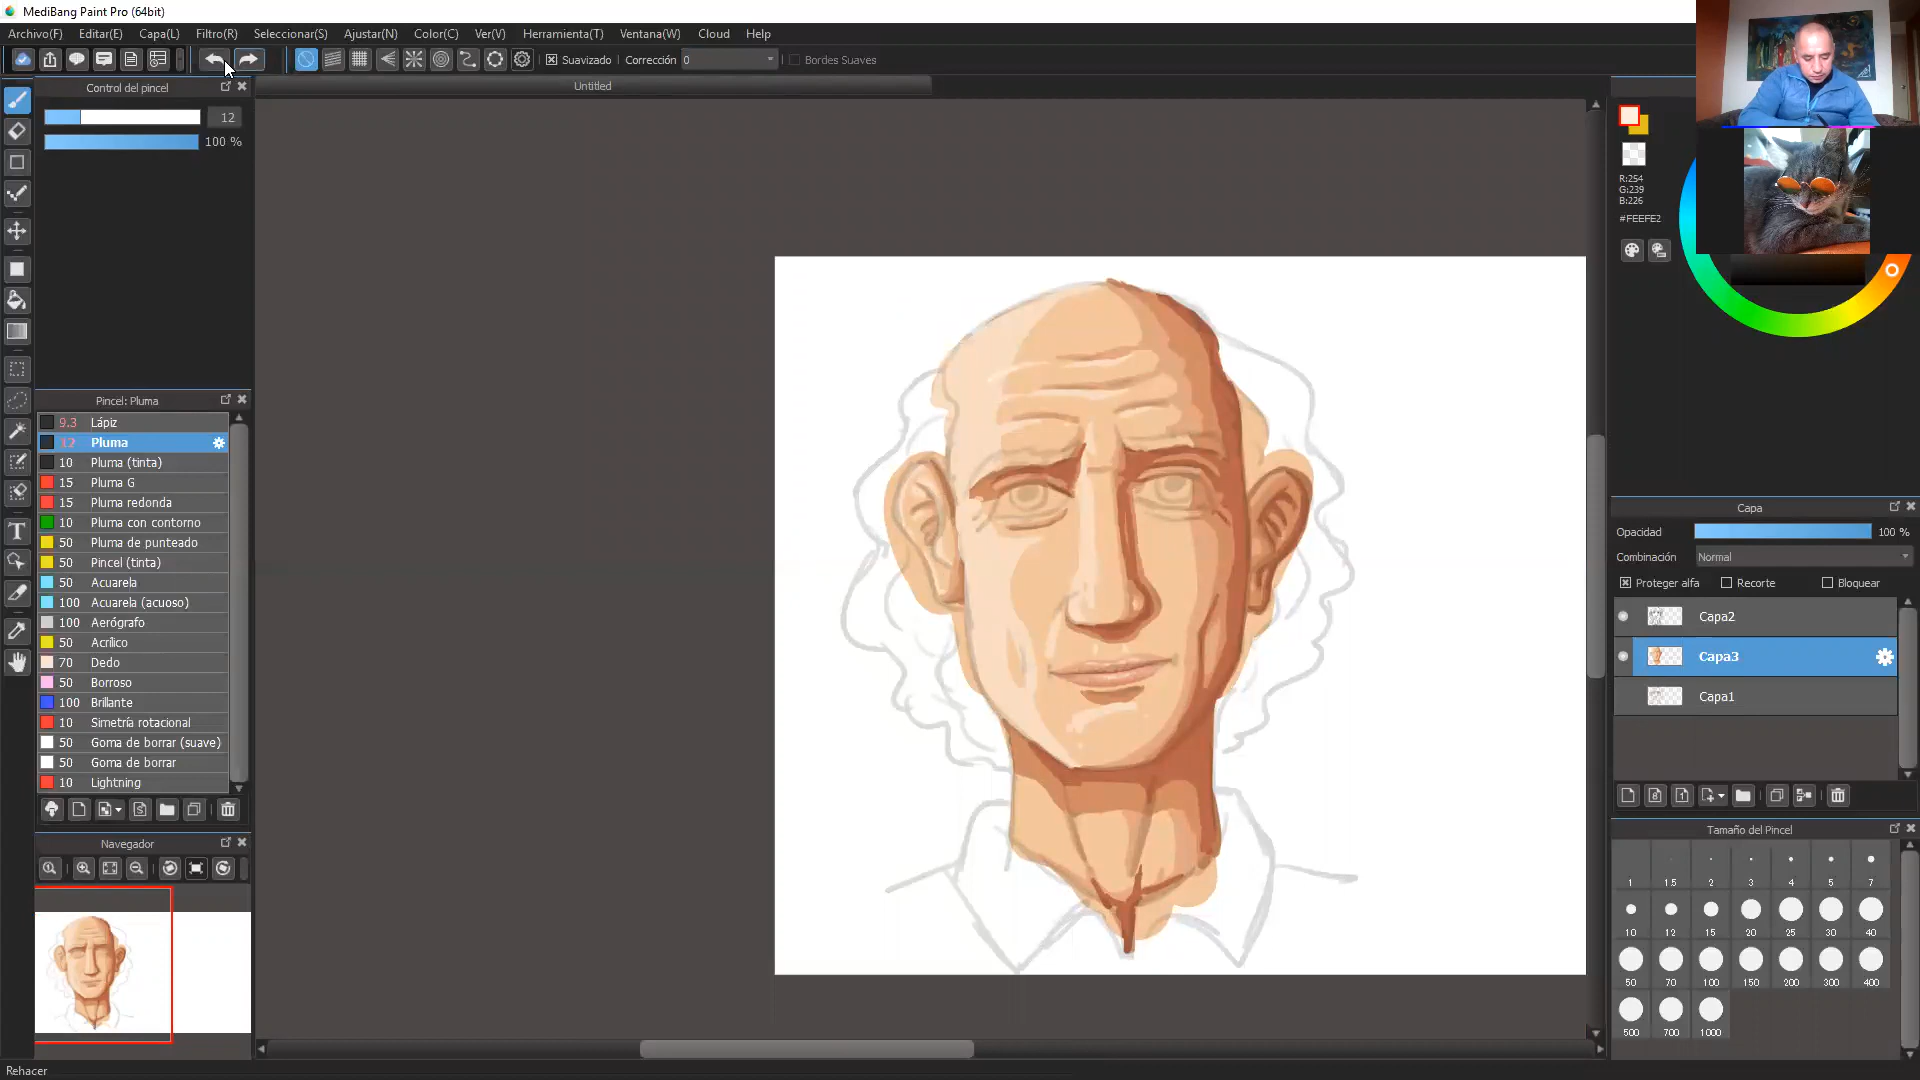 MediBang Paint Pro (64bit)
Archivo(F) Editar(E) Capa(L) Filtro(R) Seleccionar(S) Ajustar(N) Color(C) Ver(V) Herramienta(T) Ventana(W) Cloud Help
Suavizado Corrección 0 Bordes Suaves
Control del pincel
Untitled
12
100 %
R:254
G:239
B:226
#FEEFE2
Pincel: Pluma
9.3 Lápiz
12 Pluma
10 Pluma (tinta)
15 Pluma G
15 Pluma redonda
10 Pluma con contorno
50 Pluma de punteado
50 Pincel (tinta)
50 Acuarela
100 Acuarela (acuoso)
100 Aerógrafo
50 Acrílico
70 Dedo
50 Borroso
100 Brillante
10 Simetría rotacional
50 Goma de borrar (suave)
50 Goma de borrar
10 Lightning
Navegador
Capa
Opacidad 100 %
Combinación Normal
Proteger alfa Recorte Bloquear
Capa2
Capa3
Capa1
Tamaño del Pincel
1 1.5 2 3 4 5 7
10 12 15 20 25 30 40
50 70 100 150 200 300 400
500 700 1000
Rehacer